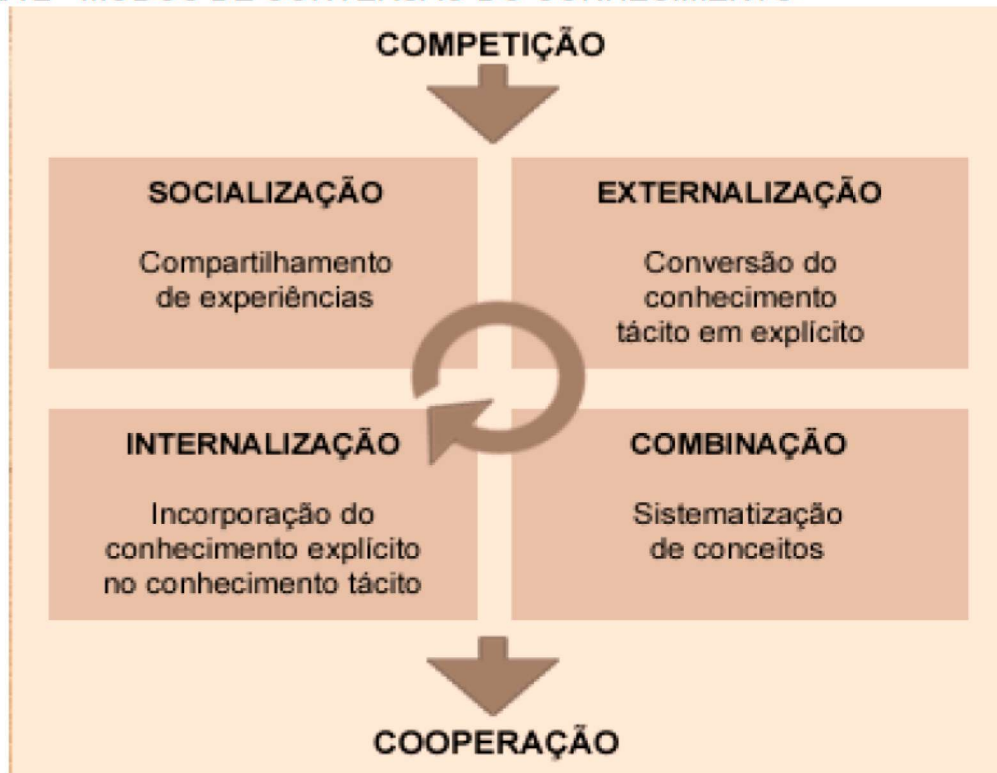 COMPETIÇÃO
SOCIALIZAÇÃO
Compartilhamento
de experiências
EXTERNALIZAÇÃO
Conversão do
conhecimento
tácito em explícito
INTERNALIZAÇÃO
Incorporação do
conhecimento explícito
no conhecimento tácito
COMBINAÇÃO
Sistematização
de conceitos
COOPERAÇÃO